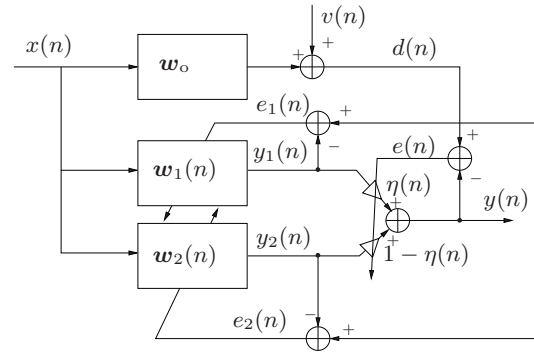 v(n)
x(n)
w_o
+
+
d(n)
e_1(n)
+
+
−
w_1(n)
y_1(n)
e(n)
−
η(n)
+
y(n)
w_2(n)
y_2(n)
+
1 − η(n)
−
e_2(n)
+